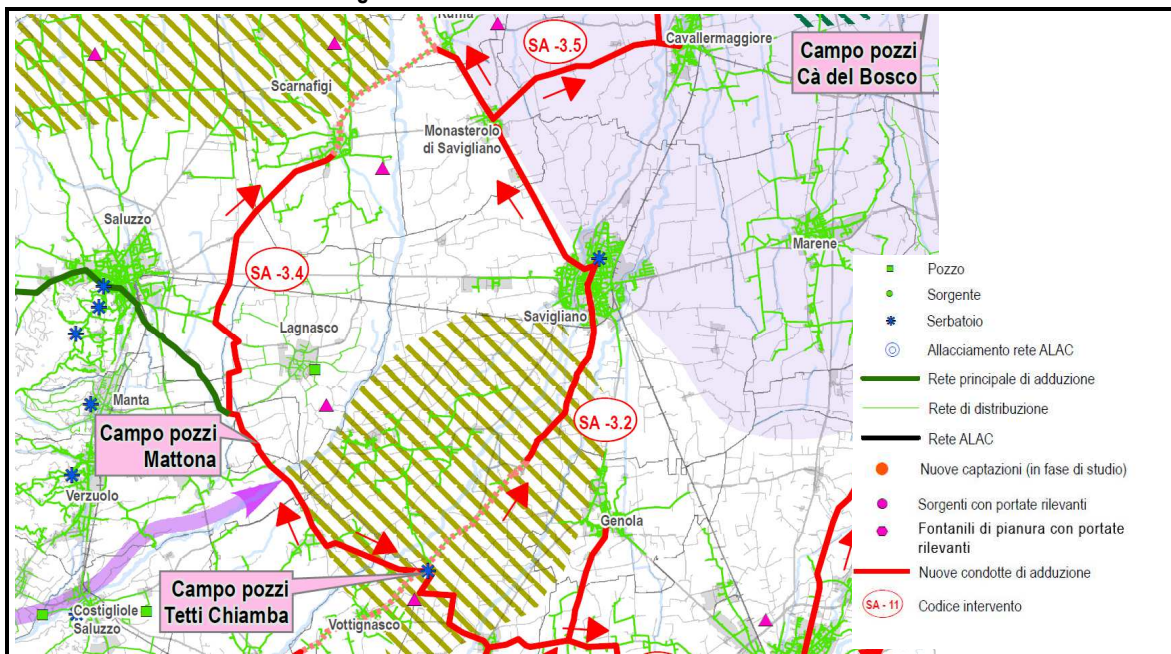 SA -3.5
Cavallermaggiore
Campo pozzi
Cà del Bosco
Scarnafigi
Monasterolo
di Savigliano
Saluzzo
Marene
SA -3.4
Savigliano
Lagnasco
Manta
Campo pozzi
Mattona
SA -3.2
Verzuolo
Genola
Campo pozzi
Tetti Chiamba
Costigliole
Saluzzo
Vottignasco
Pozzo
Sorgente
Serbatoio
Allacciamento rete ALAC
Rete principale di adduzione
Rete di distribuzione
Rete ALAC
Nuove captazioni (in fase di studio)
Sorgenti con portate rilevanti
Fontanili di pianura con portate
rilevanti
Nuove condotte di adduzione
SA - 11
Codice intervento